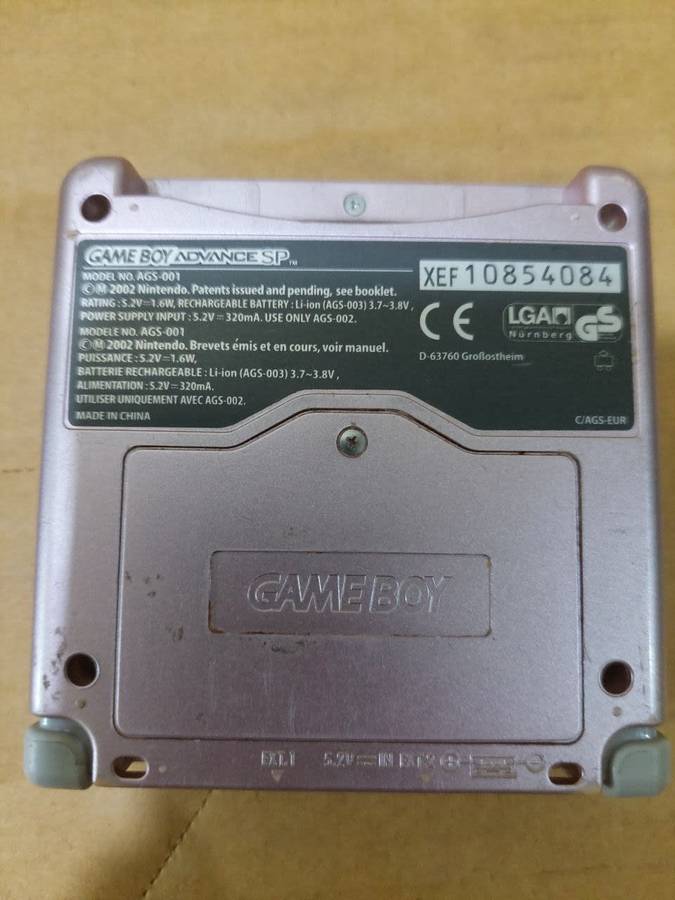 GAME BOY ADVANCE SP™
MODEL NO. AGS-001
© Ⓜ 2002 Nintendo. Patents issued and pending, see booklet.
RATING : 5.2V⎓1.6W, RECHARGEABLE BATTERY : Li-ion (AGS-003) 3.7~3.8V ,
POWER SUPPLY INPUT : 5.2V⎓320mA. USE ONLY AGS-002.
MODELE NO. AGS-001
© Ⓜ 2002 Nintendo. Brevets émis et en cours, voir manuel.
PUISSANCE : 5.2V⎓1.6W,
BATTERIE RECHARGEABLE : Li-ion (AGS-003) 3.7~3.8V ,
ALIMENTATION : 5.2V⎓320mA.
UTILISER UNIQUEMENT AVEC AGS-002.
MADE IN CHINA
XEF10854084
CE
LGA
Nürnberg
GS
D-63760 Großostheim
C/AGS-EUR
GAME BOY
EXT.1 5.2V⎓IN EXT.2